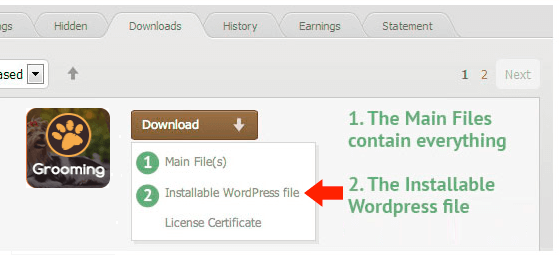 ngs Hidden Downloads History Earnings Statement
ased 1 2 Next
Grooming
Download
1 Main File(s)
2 Installable WordPress file
License Certificate
1. The Main Files
contain everything
2. The Installable
Wordpress file